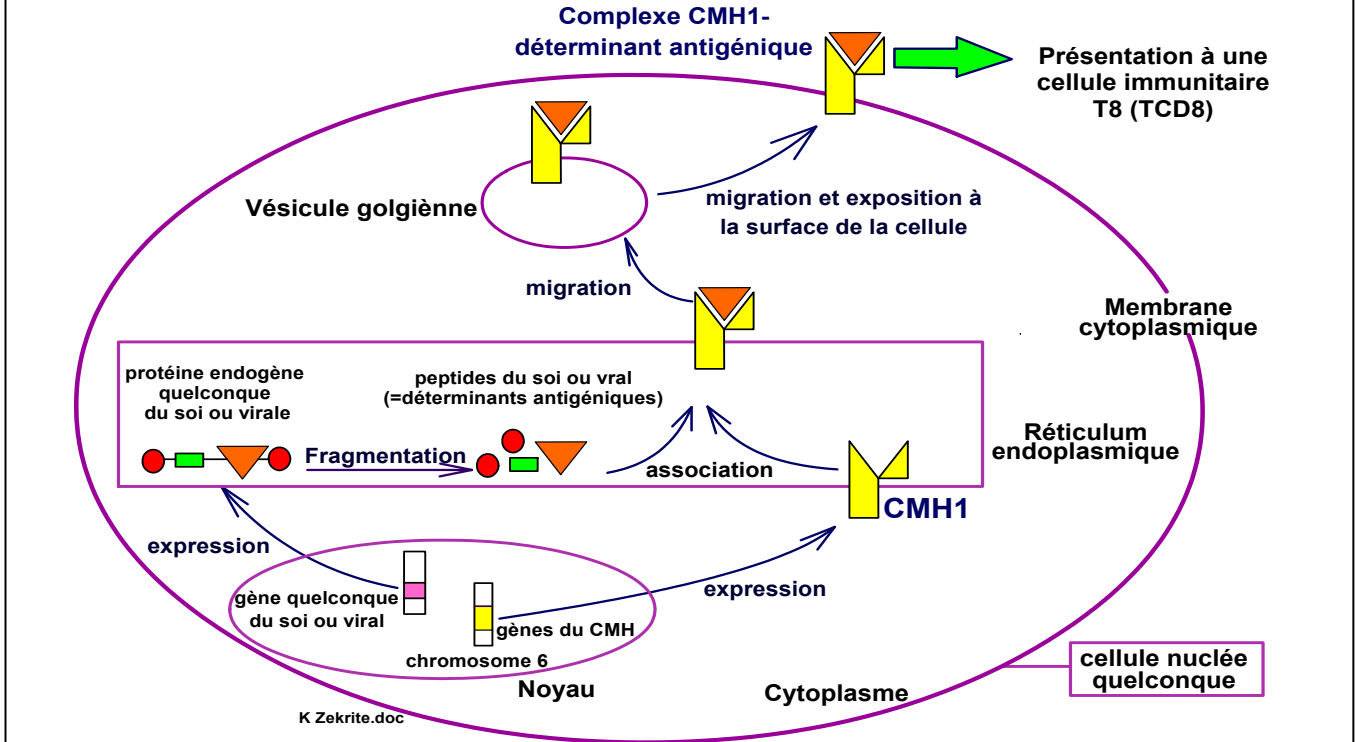 Complexe CMH1-
déterminant antigénique
Présentation à une
cellule immunitaire
T8 (TCD8)
Vésicule golgiènne
migration et exposition à
la surface de la cellule
migration
Membrane
cytoplasmique
protéine endogène
quelconque
du soi ou virale
peptides du soi ou vral
(=déterminants antigéniques)
Réticulum
endoplasmique
Fragmentation
association
CMH1
expression
expression
gène quelconque
du soi ou viral
gènes du CMH
chromosome 6
Noyau
Cytoplasme
cellule nuclée
quelconque
K Zekrite.doc